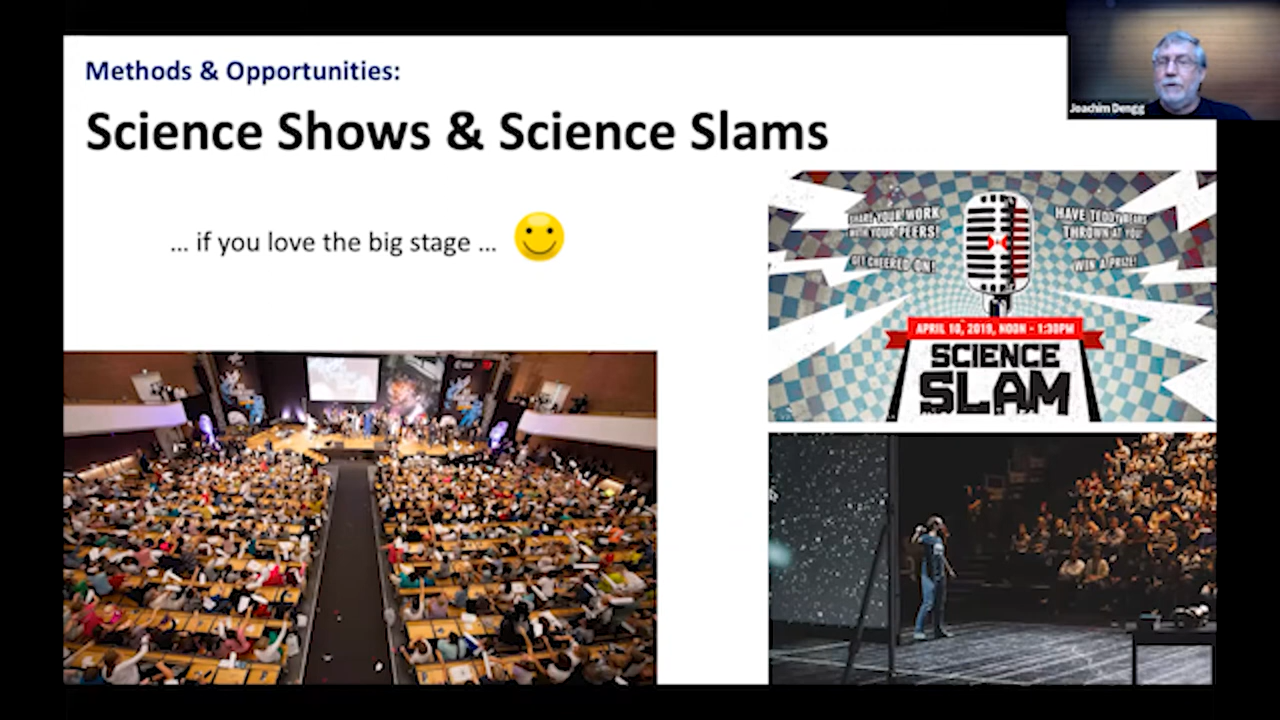 Methods & Opportunities:
Science Shows & Science Slams
... if you love the big stage ...
Joachim Dengg
SHARE YOUR WORK
WITH YOUR PEERS!
GET CHEERED ON!
HAVE TEDDY BEARS
THROWN AT YOU!
WIN A PRIZE!
APRIL 10, 2019, NOON - 1:30PM
SCIENCE
SLAM